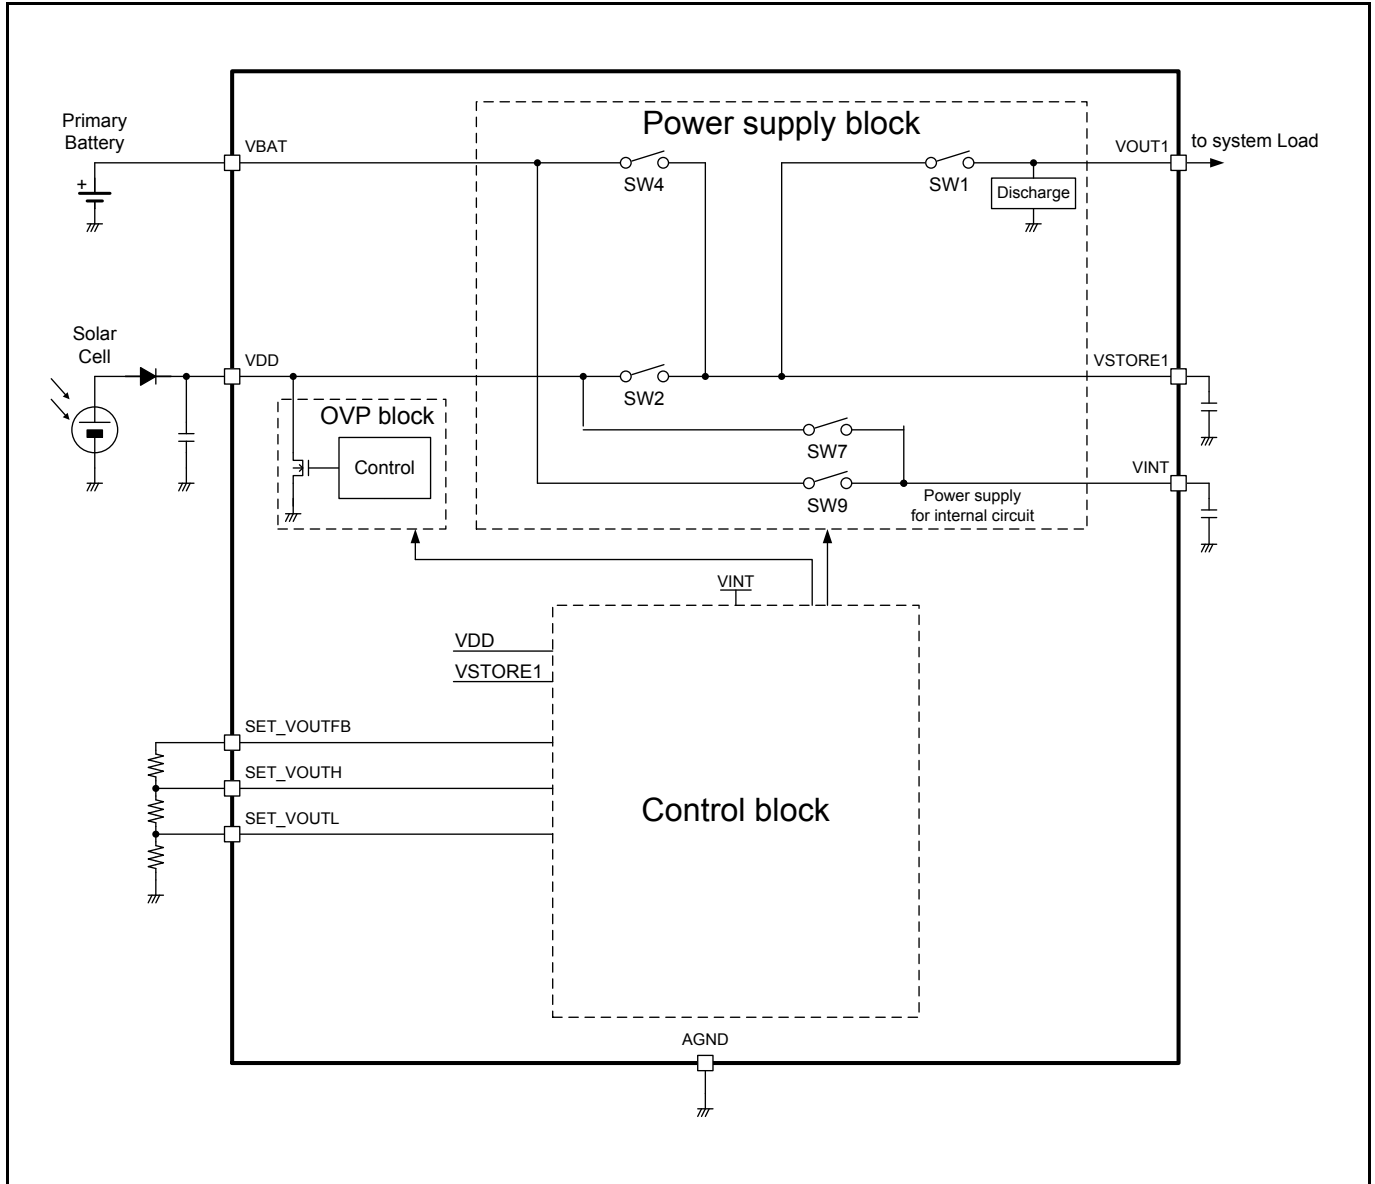 Power supply block
Primary
Battery
VBAT
VOUT1
to system Load
+
SW4
SW1
Discharge
Solar
Cell
VDD
VSTORE1
SW2
OVP block
Control
SW7
VINT
SW9
Power supply
for internal circuit
VINT
VDD
VSTORE1
SET_VOUTFB
SET_VOUTH
SET_VOUTL
Control block
AGND